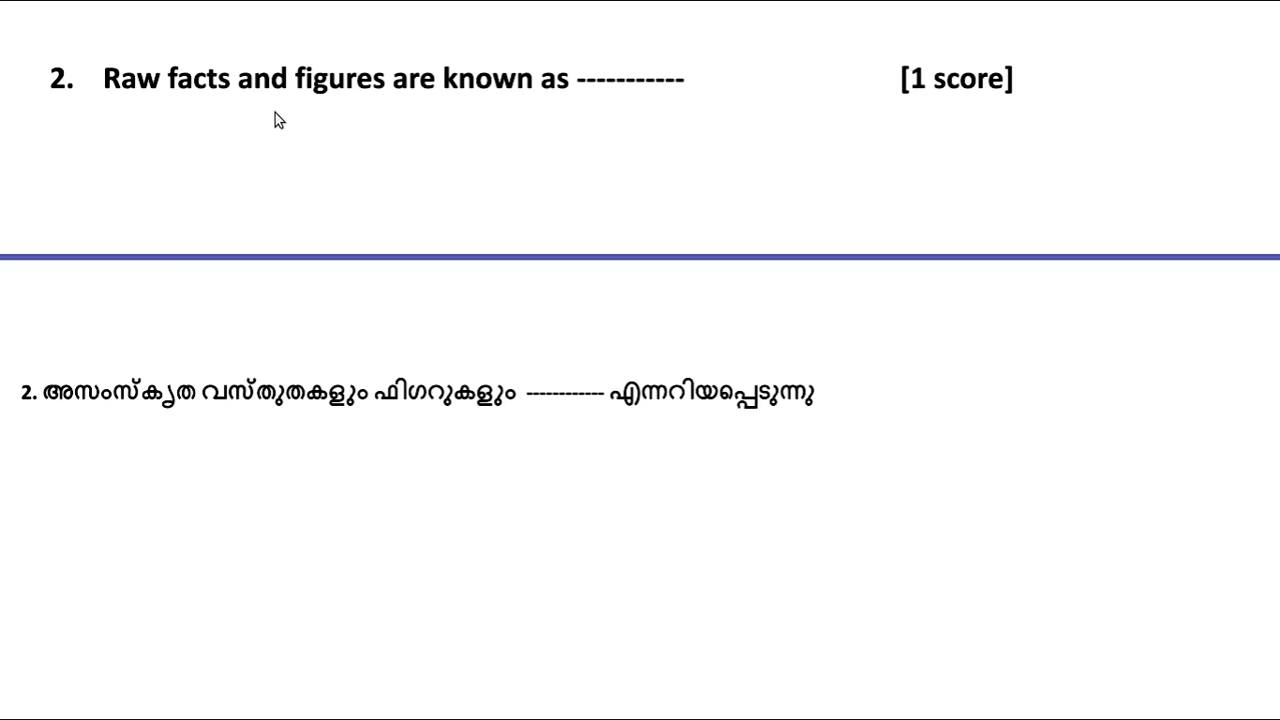 2. Raw facts and figures are known as ----------- [1 score]
2. അസംസ്കൃത വസ്തുതകളും ഫിഗറുകളും ------------ എന്നറിയപ്പെടുന്നു